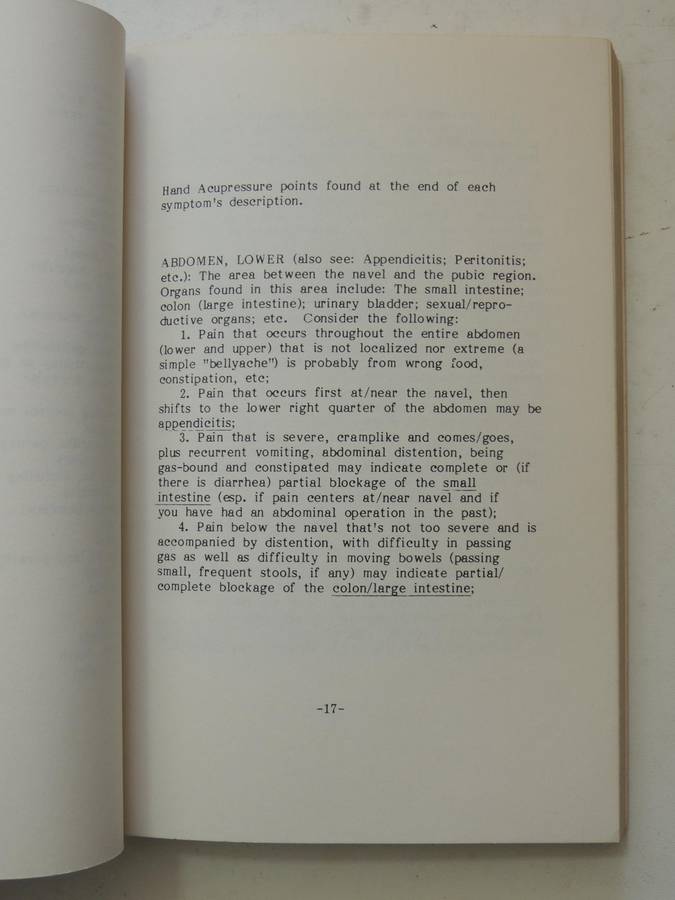 Hand Acupressure points found at the end of each
symptom's description.
ABDOMEN, LOWER (also see: Appendicitis; Peritonitis;
etc.): The area between the navel and the pubic region.
Organs found in this area include: The small intestine;
colon (large intestine); urinary bladder; sexual/repro-
ductive organs; etc. Consider the following:
1. Pain that occurs throughout the entire abdomen
(lower and upper) that is not localized nor extreme (a
simple "bellyache") is probably from wrong food,
constipation, etc;
2. Pain that occurs first at/near the navel, then
shifts to the lower right quarter of the abdomen may be
appendicitis;
3. Pain that is severe, cramplike and comes/goes,
plus recurrent vomiting, abdominal distention, being
gas-bound and constipated may indicate complete or (if
there is diarrhea) partial blockage of the small
intestine (esp. if pain centers at/near navel and if
you have had an abdominal operation in the past);
4. Pain below the navel that's not too severe and is
accompanied by distention, with difficulty in passing
gas as well as difficulty in moving bowels (passing
small, frequent stools, if any) may indicate partial/
complete blockage of the colon/large intestine;
-17-